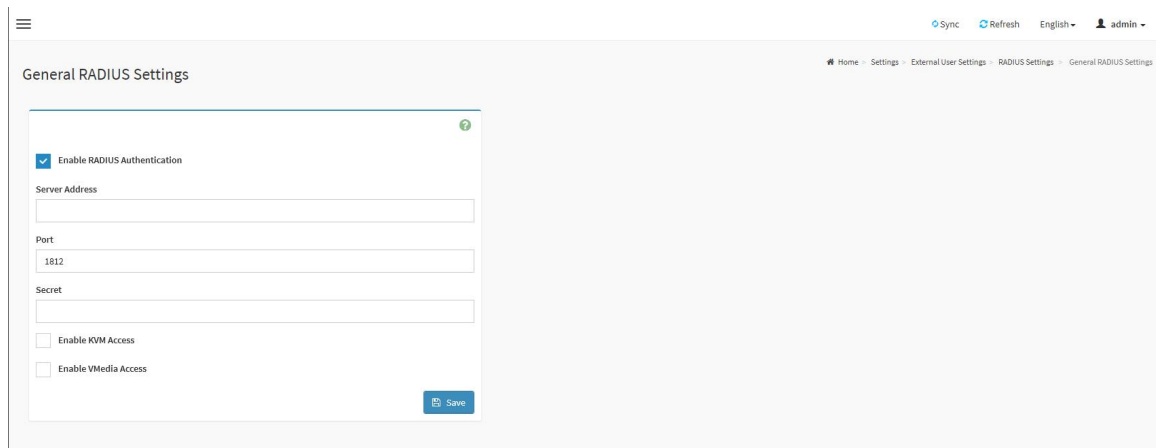 Sync Refresh English admin
General RADIUS Settings
Home > Settings > External User Settings > RADIUS Settings > General RADIUS Settings
?
Enable RADIUS Authentication
Server Address
Port
1812
Secret
Enable KVM Access
Enable VMedia Access
Save